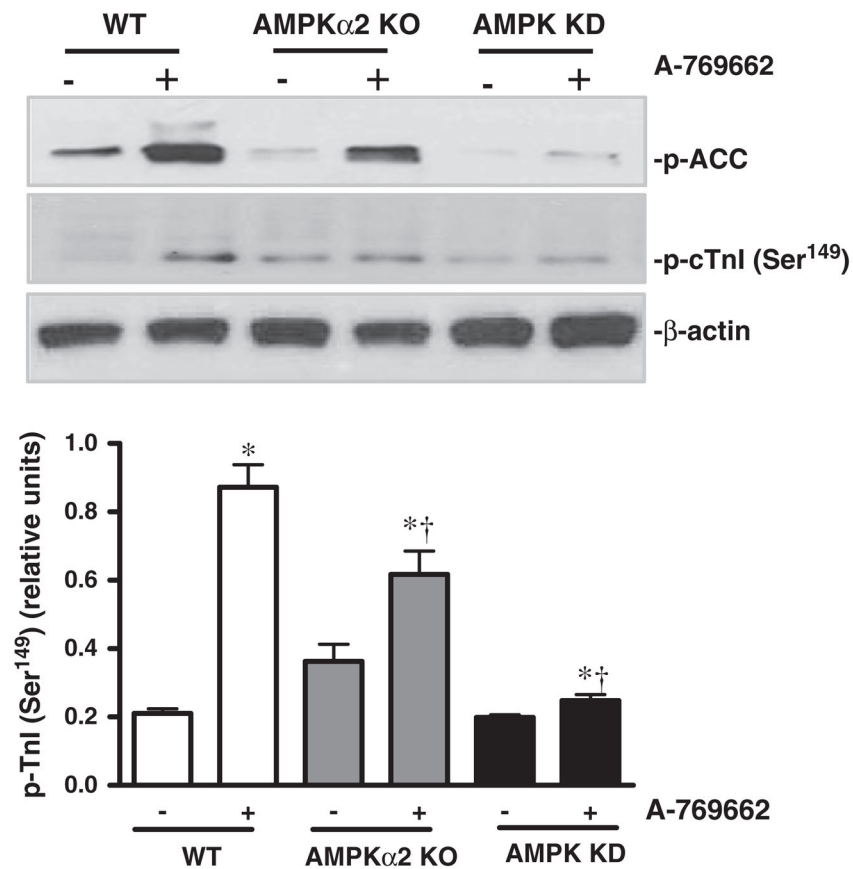 WT AMPKα2 KO AMPK KD
- + - + - + A-769662
-p-ACC
-p-cTnI (Ser¹⁴⁹)
-β-actin
p-TnI (Ser¹⁴⁹) (relative units)
1.0
0.8
0.6
0.4
0.2
0.0
*
*†
*†
- + - + - + A-769662
WT AMPKα2 KO AMPK KD